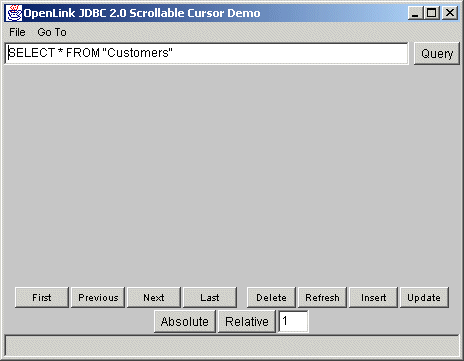 OpenLink JDBC 2.0 Scrollable Cursor Demo
File Go To
SELECT * FROM "Customers" Query
First Previous Next Last Delete Refresh Insert Update
Absolute Relative 1